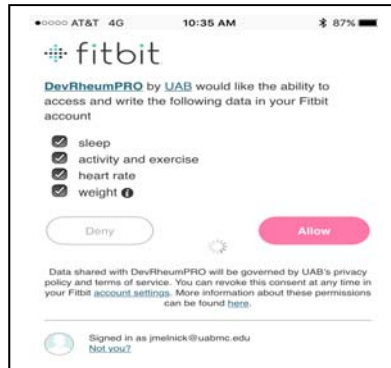 ●○○○○ AT&T 4G 10:35 AM 87%
fitbit
DevRheumPRO by UAB would like the ability to
access and write the following data in your Fitbit
account
sleep
activity and exercise
heart rate
weight
Deny Allow
Data shared with DevRheumPRO will be governed by UAB's privacy
policy and terms of service. You can revoke this consent at any time in
your Fitbit account settings. More information about these permissions
can be found here.
Signed in as jmelnick@uabmc.edu
Not you?